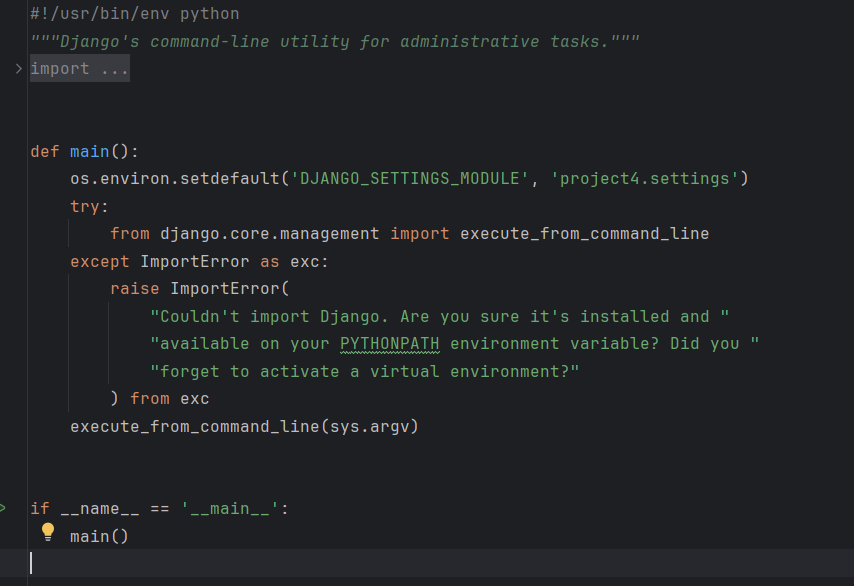 #!/usr/bin/env python
"""Django's command-line utility for administrative tasks."""
import ...
def main():
    os.environ.setdefault('DJANGO_SETTINGS_MODULE', 'project4.settings')
    try:
        from django.core.management import execute_from_command_line
    except ImportError as exc:
        raise ImportError(
            "Couldn't import Django. Are you sure it's installed and "
            "available on your PYTHONPATH environment variable? Did you "
            "forget to activate a virtual environment?"
        ) from exc
    execute_from_command_line(sys.argv)
if __name__ == '__main__':
    main()